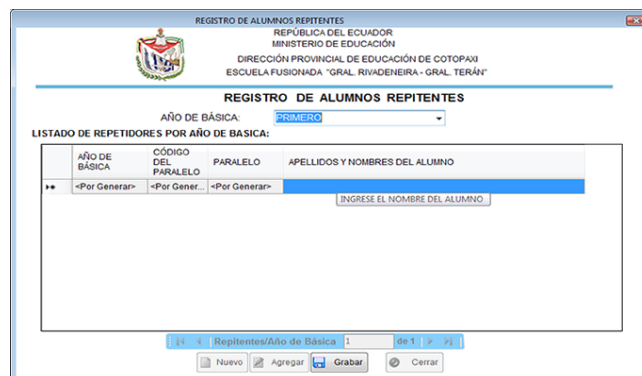 REGISTRO DE ALUMNOS REPITENTES
REPÚBLICA DEL ECUADOR
MINISTERIO DE EDUCACIÓN
DIRECCIÓN PROVINCIAL DE EDUCACIÓN DE COTOPAXI
ESCUELA FUSIONADA "GRAL. RIVADENEIRA - GRAL. TERÁN"
REGISTRO DE ALUMNOS REPITENTES
AÑO DE BÁSICA: PRIMERO
LISTADO DE REPETIDORES POR AÑO DE BASICA:
AÑO DE BÁSICA CÓDIGO DEL PARALELO PARALELO APELLIDOS Y NOMBRES DEL ALUMNO
<Por Generar> <Por Gener... <Por Generar>
INGRESE EL NOMBRE DEL ALUMNO
Repitentes/Año de Básica 1 de 1
Nuevo Agregar Grabar Cerrar